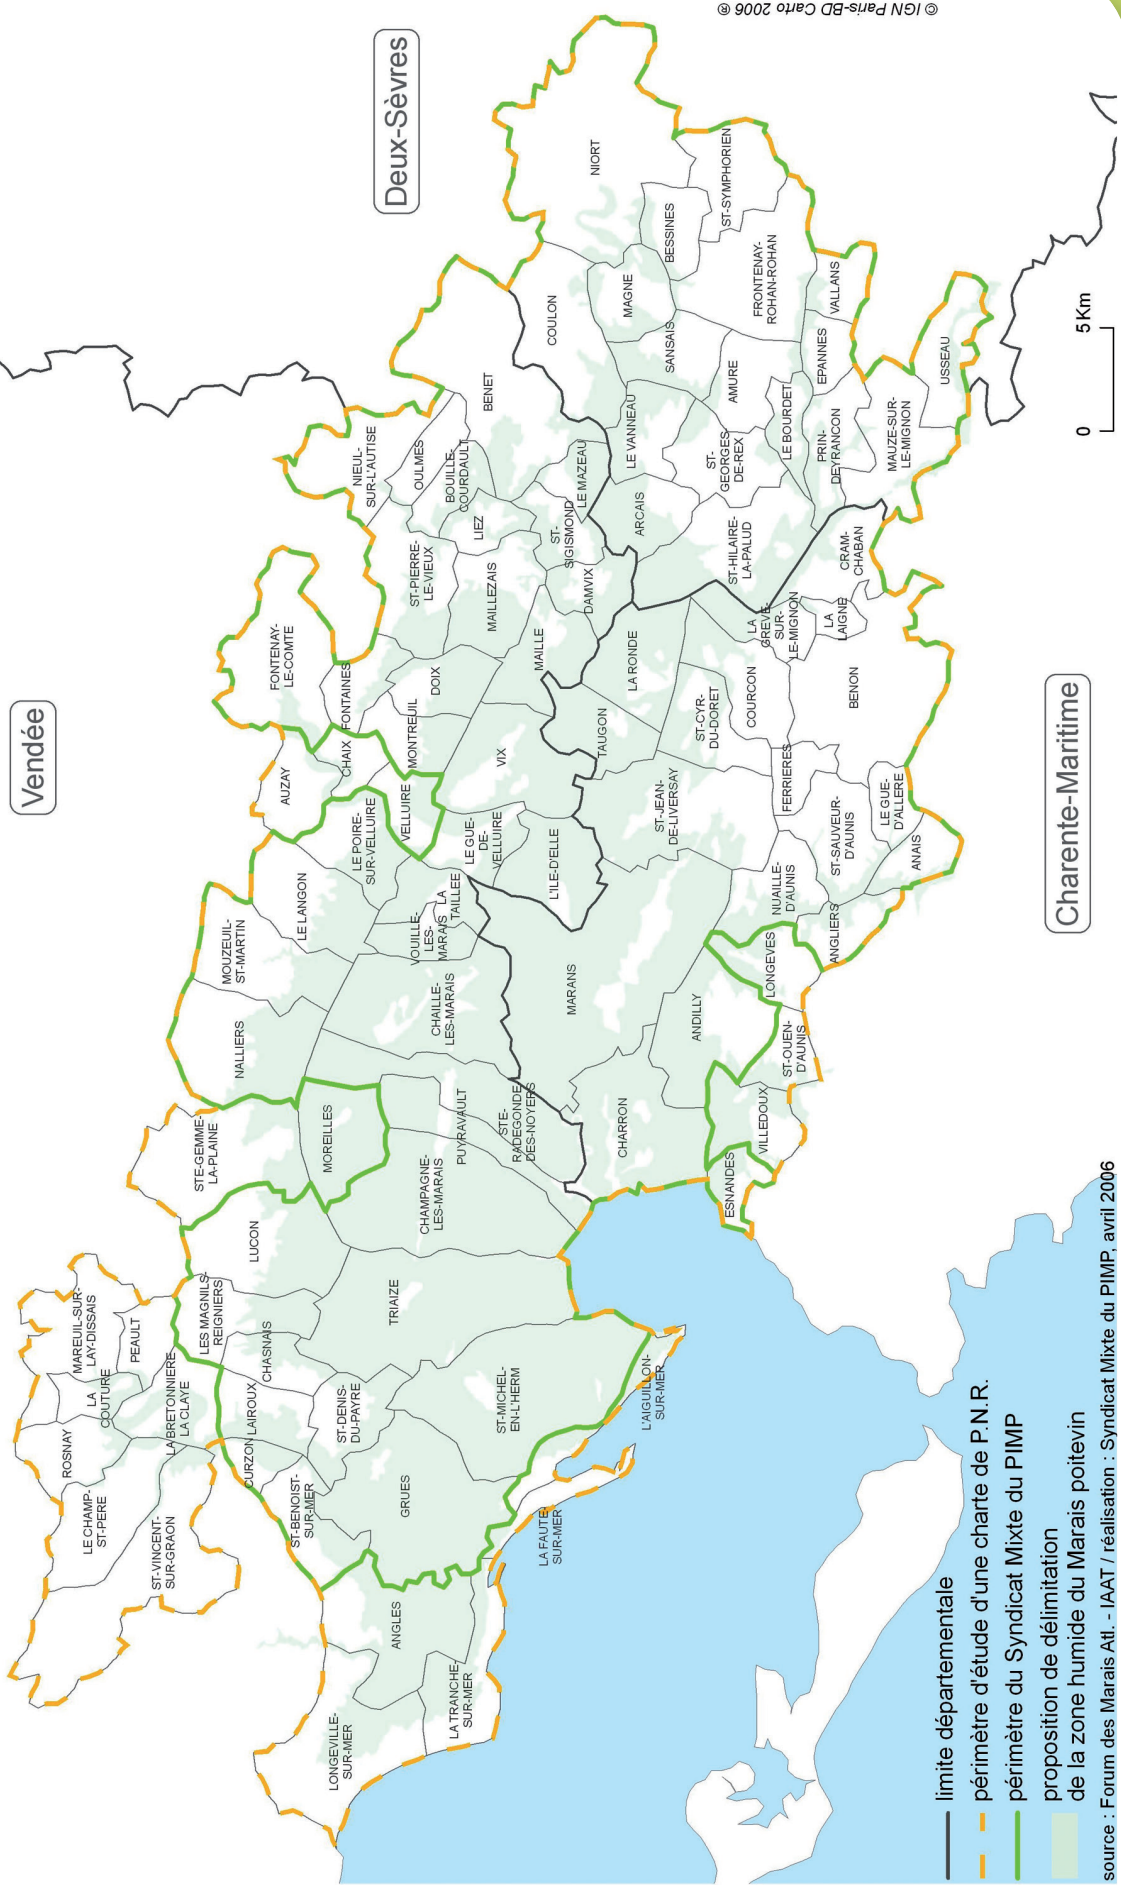 Vendée
Deux-Sèvres
Charente-Maritime
© IGN Paris-BD Carto 2006 ®
LONGEVILLE-
SUR-MER
LA TRANCHE-
SUR-MER
ANGLES
ST-VINCENT-
SUR-GRAON
LE CHAMP-
ST-PERE
ROSNAY
LA
COUTURE
MAREUIL-SUR-
LAY-DISSAIS
PEAULT
LA BRETONNIERE
LA CLAYE
CURZON
LAIROUX
ST-BENOIST-
SUR-MER
ST-DENIS-
DU-PAYRE
GRUES
LA FAUTE-
SUR-MER
L'AIGUILLON-
SUR-MER
ST-MICHEL-
EN-L'HERM
LES MAGNILS-
REIGNIERS
CHASNAIS
LUCON
TRIAIZE
STE-GEMME-
LA-PLAINE
MOREILLES
CHAMPAGNE-
LES-MARAIS
PUYRAVAULT
STE-
RADEGONDE-
DES-NOYERS
NALLIERS
MOUZEUIL-
ST-MARTIN
LE LANGON
CHAILLE-
LES-MARAIS
VOUILLE-
LES-
MARAIS
LA
TAILLEE
LE POIRE-
SUR-VELLUIRE
VELLUIRE
LE GUE-
DE-
VELLUIRE
L'ILE-D'ELLE
AUZAY
CHAIX
FONTAINES
FONTENAY-
LE-COMTE
MONTREUIL
DOIX
VIX
MAILLE
MAILLEZAIS
ST-PIERRE-
LE-VIEUX
NIEUL-
SUR-L'AUTISE
OULMES
BOUILLE-
COURDAULT
LIEZ
ST-
SIGISMOND
LE MAZEAU
DAMVIX
BENET
COULON
NIORT
MAGNE
BESSINES
ST-SYMPHORIEN
SANSAIS
FRONTENAY-
ROHAN-ROHAN
VALLANS
LE VANNEAU
AMURE
EPANNES
ARCAIS
ST-
GEORGES-
DE-REX
LE BOURDET
PRIN-
DEYRANCON
MAUZE-SUR-
LE-MIGNON
USSEAU
ST-HILAIRE-
LA-PALUD
CRAM-
CHABAN
LA
GREVE-
SUR-
LE-MIGNON
LA
LAIGNE
LA RONDE
TAUGON
ST-CYR-
DU-DORET
COURCON
BENON
FERRIERES
ST-JEAN-
DE-LIVERSAY
LE GUE-
D'ALLERE
ST-SAUVEUR-
D'AUNIS
ANAIS
NUAILLE-
D'AUNIS
ANGLIERS
LONGEVES
MARANS
ANDILLY
ST-OUEN-
D'AUNIS
CHARRON
VILLEDOUX
ESNANDES
0 5 Km
limite départementale
périmètre d'étude d'une charte de P.N.R.
périmètre du Syndicat Mixte du PIMP
proposition de délimitation
de la zone humide du Marais poitevin
source : Forum des Marais Atl. - IAAT / réalisation : Syndicat Mixte du PIMP, avril 2006